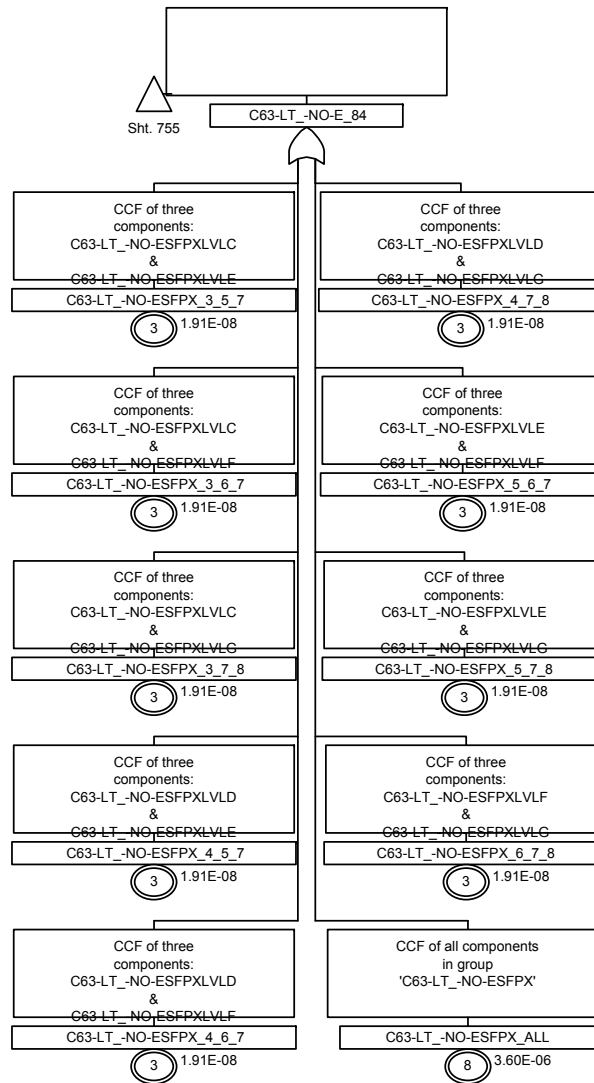 Sht. 755
C63-LT_-NO-E_84
CCF of three
components:
C63-LT_-NO-ESFPXLVLC
&
C63-LT_-NO-ESFPXLVLE
C63-LT_-NO-ESFPX_3_5_7
3
1.91E-08
CCF of three
components:
C63-LT_-NO-ESFPXLVLD
&
C63-LT_-NO-ESFPXLVLG
C63-LT_-NO-ESFPX_4_7_8
3
1.91E-08
CCF of three
components:
C63-LT_-NO-ESFPXLVLC
&
C63-LT_-NO-ESFPXLVLF
C63-LT_-NO-ESFPX_3_6_7
3
1.91E-08
CCF of three
components:
C63-LT_-NO-ESFPXLVLE
&
C63-LT_-NO-ESFPXLVLF
C63-LT_-NO-ESFPX_5_6_7
3
1.91E-08
CCF of three
components:
C63-LT_-NO-ESFPXLVLC
&
C63-LT_-NO-ESFPXLVLG
C63-LT_-NO-ESFPX_3_7_8
3
1.91E-08
CCF of three
components:
C63-LT_-NO-ESFPXLVLE
&
C63-LT_-NO-ESFPXLVLG
C63-LT_-NO-ESFPX_5_7_8
3
1.91E-08
CCF of three
components:
C63-LT_-NO-ESFPXLVLD
&
C63-LT_-NO-ESFPXLVLE
C63-LT_-NO-ESFPX_4_5_7
3
1.91E-08
CCF of three
components:
C63-LT_-NO-ESFPXLVLF
&
C63-LT_-NO-ESFPXLVLG
C63-LT_-NO-ESFPX_6_7_8
3
1.91E-08
CCF of three
components:
C63-LT_-NO-ESFPXLVLD
&
C63-LT_-NO-ESFPXLVLF
C63-LT_-NO-ESFPX_4_6_7
3
1.91E-08
CCF of all components
in group
'C63-LT_-NO-ESFPX'
C63-LT_-NO-ESFPX_ALL
8
3.60E-06